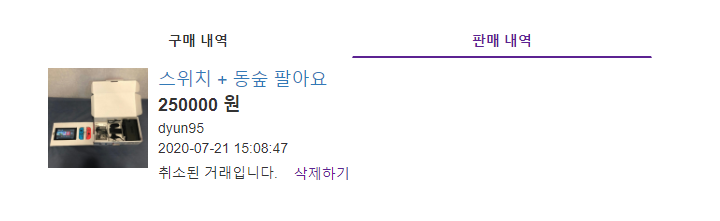 구매 내역 판매 내역
스위치 + 동숲 팔아요
250000 원
dyun95
2020-07-21 15:08:47
취소된 거래입니다. 삭제하기